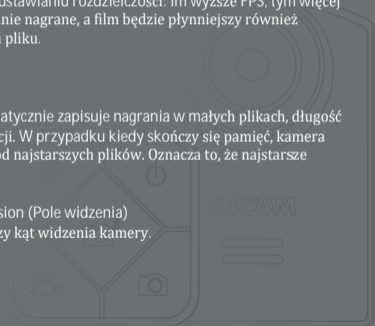 ustawianiu rozdzielczości: im wyższe FPS, tym więcej
nie nagrane, a film będzie płynniejszy również
pliku.
atycznie zapisuje nagrania w małych plikach, długość
cji. W przypadku kiedy skończy się pamięć, kamera
od najstarszych plików. Oznacza to, że najstarsze
sion (Pole widzenia)
zy kąt widzenia kamery.
SJCAM